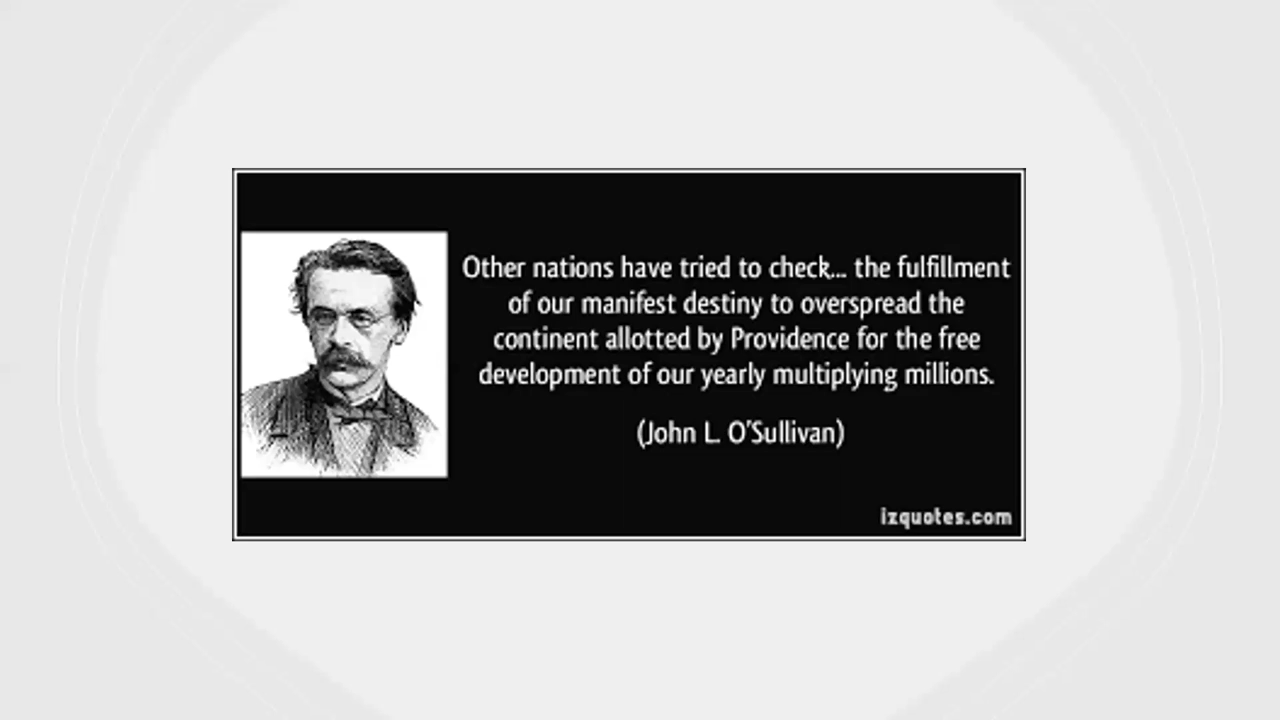 Other nations have tried to check... the fulfillment
of our manifest destiny to overspread the
continent allotted by Providence for the free
development of our yearly multiplying millions.
(John L. O'Sullivan)
izquotes.com